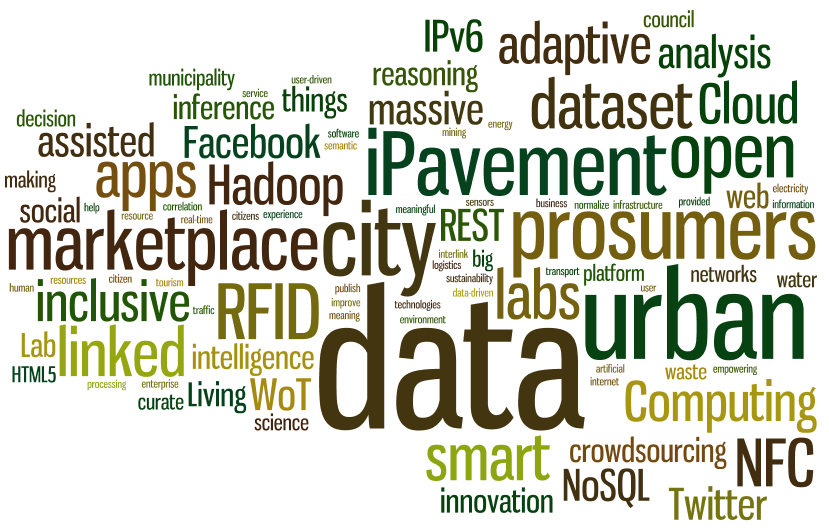 council
IPv6
adaptive
analysis
municipality
user-driven
reasoning
service
inference
things
massive
dataset
Cloud
decision
assisted
Facebook
software
semantic
mining
energy
iPavement
open
making
apps
Hadoop
social
help
resource
correlation
real-time
citizens
experience
meaningful
sensors
REST
business
normalize
infrastructure
provided
web
electricity
information
marketplace
city
prosumers
interlink
logistics
big
sustainability
data-driven
labs
transport
platform
user
networks
water
human
resources
citizen
tourism
inclusive
traffic
RFID
publish
improve
meaning
technologies
environment
data
urban
Lab
linked
intelligence
HTML5
processing
enterprise
curate
Living
WoT
science
artificial
internet
waste
empowering
Computing
smart
crowdsourcing
NFC
innovation
NoSQL
Twitter